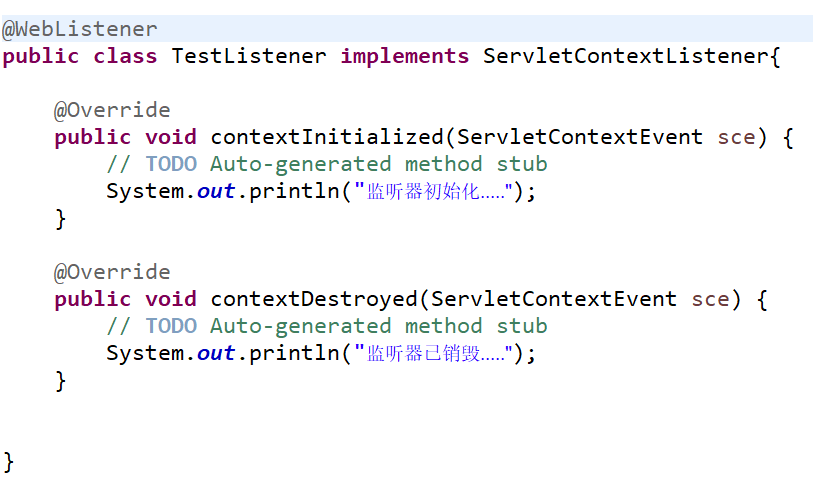 @WebListener
public class TestListener implements ServletContextListener{
@Override
public void contextInitialized(ServletContextEvent sce) {
// TODO Auto-generated method stub
System.out.println("监听器初始化.....");
}
@Override
public void contextDestroyed(ServletContextEvent sce) {
// TODO Auto-generated method stub
System.out.println("监听器已销毁.....");
}
}